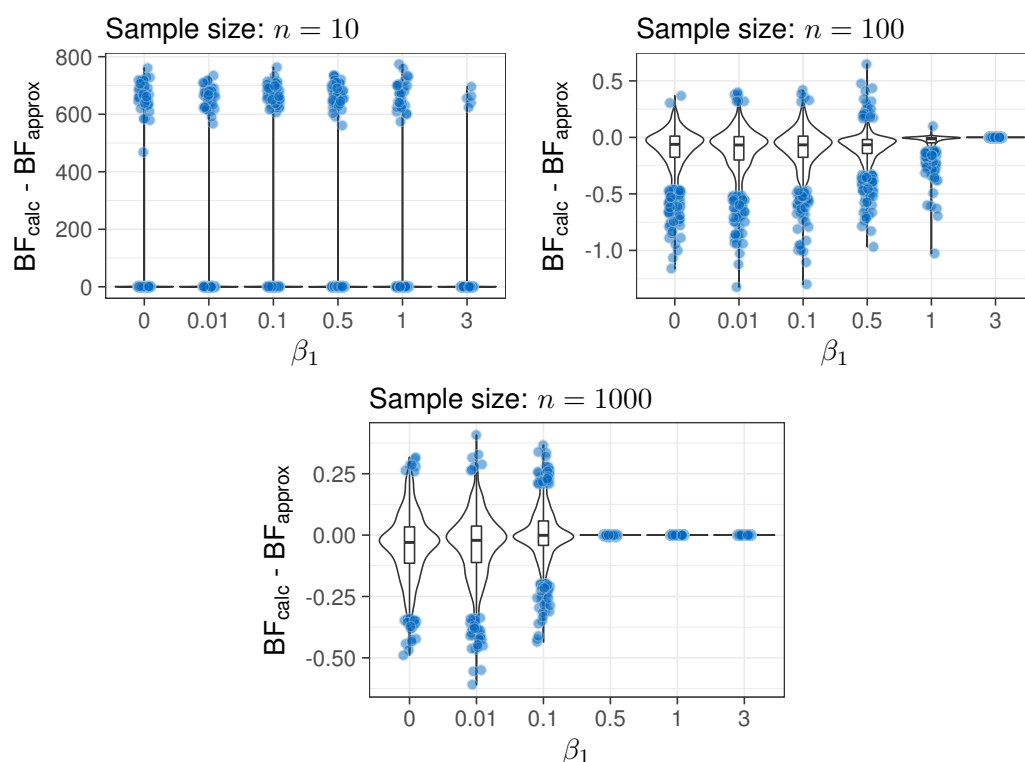 Sample size: n = 10
800
600
400
200
0
BFcalc - BFapprox
0 0.01 0.1 0.5 1 3
β1
Sample size: n = 100
0.5
0.0
-0.5
-1.0
BFcalc - BFapprox
0 0.01 0.1 0.5 1 3
β1
Sample size: n = 1000
0.25
0.00
-0.25
-0.50
BFcalc - BFapprox
0 0.01 0.1 0.5 1 3
β1